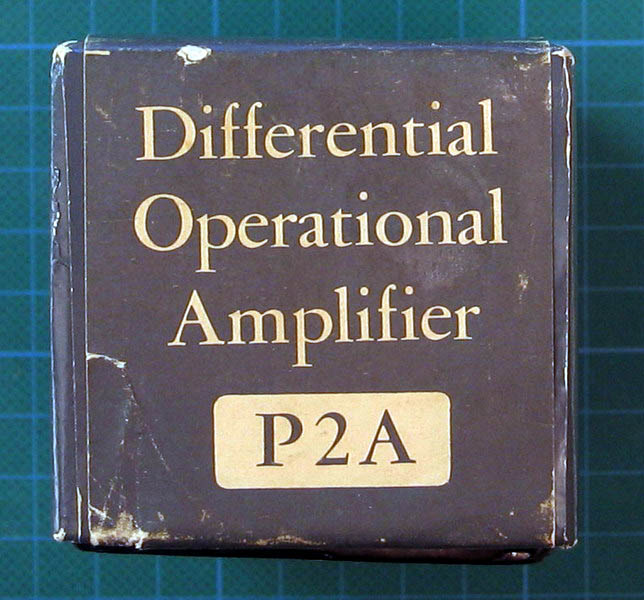 Differential
Operational
Amplifier
P2A